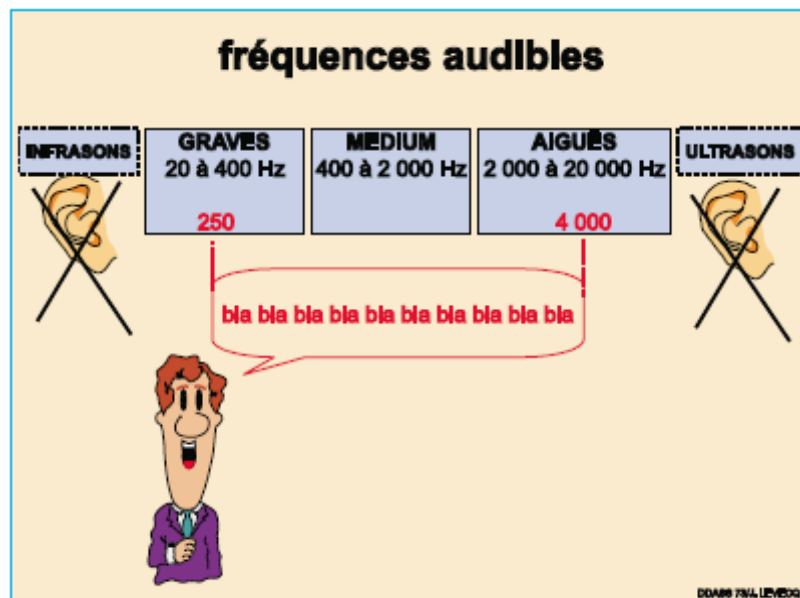 fréquences audibles
INFRASONS
GRAVES
20 à 400 Hz
250
MEDIUM
400 à 2 000 Hz
AIGUËS
2 000 à 20 000 Hz
4 000
ULTRASONS
bla bla bla bla bla bla bla bla bla bla